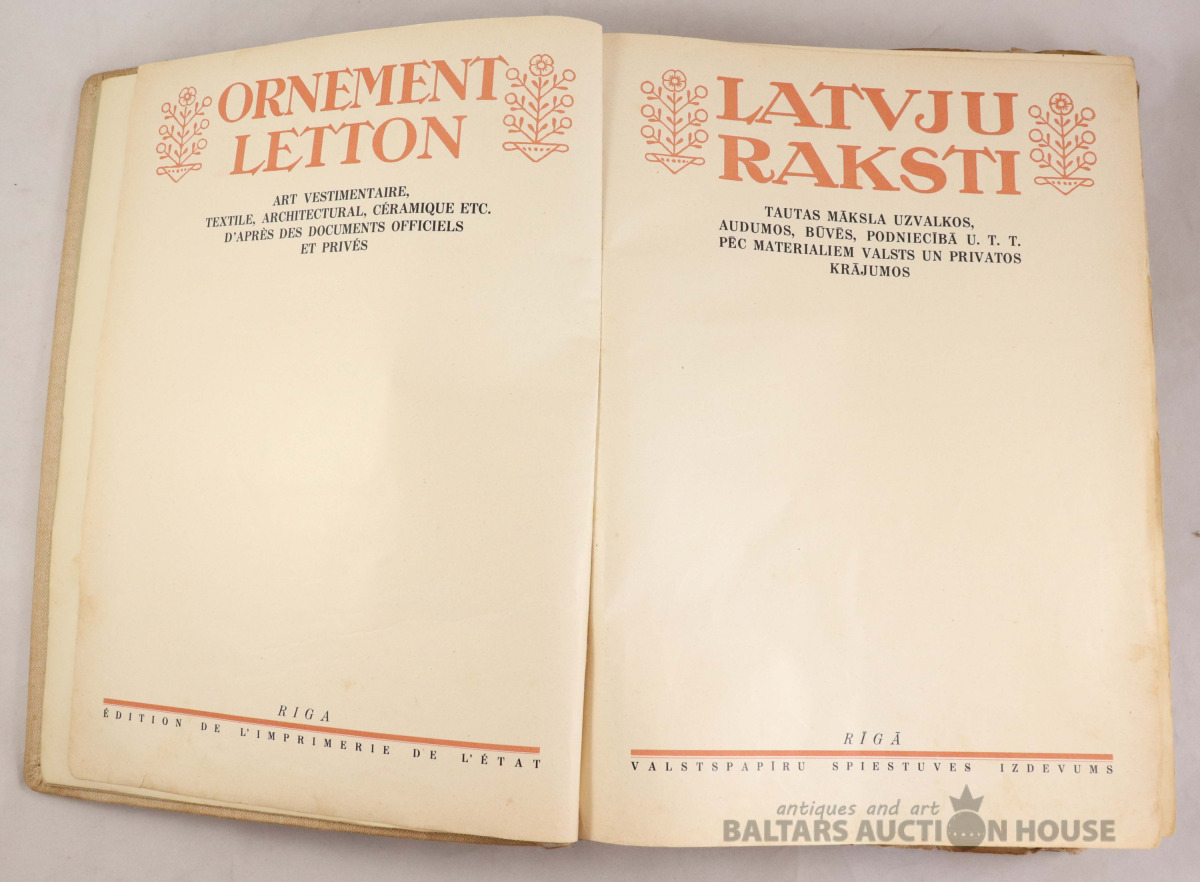 ORNEMENT
LETTON
ART VESTIMENTAIRE,
TEXTILE, ARCHITECTURAL, CÉRAMIQUE ETC.
D'APRÈS DES DOCUMENTS OFFICIELS
ET PRIVÉS
RIGA
ÉDITION DE L'IMPRIMERIE DE L'ÉTAT
LATVJU
RAKSTI
TAUTAS MĀKSLA UZVALKOS,
AUDUMOS, BŪVĒS, PODNIECĪBĀ U. T. T.
PĒC MATERIALIEM VALSTS UN PRIVATOS
KRĀJUMOS
RĪGĀ
VALSTSPAPĪRU SPIESTUVES IZDEVUMS
antiques and art
BALTARS AUCTION HOUSE